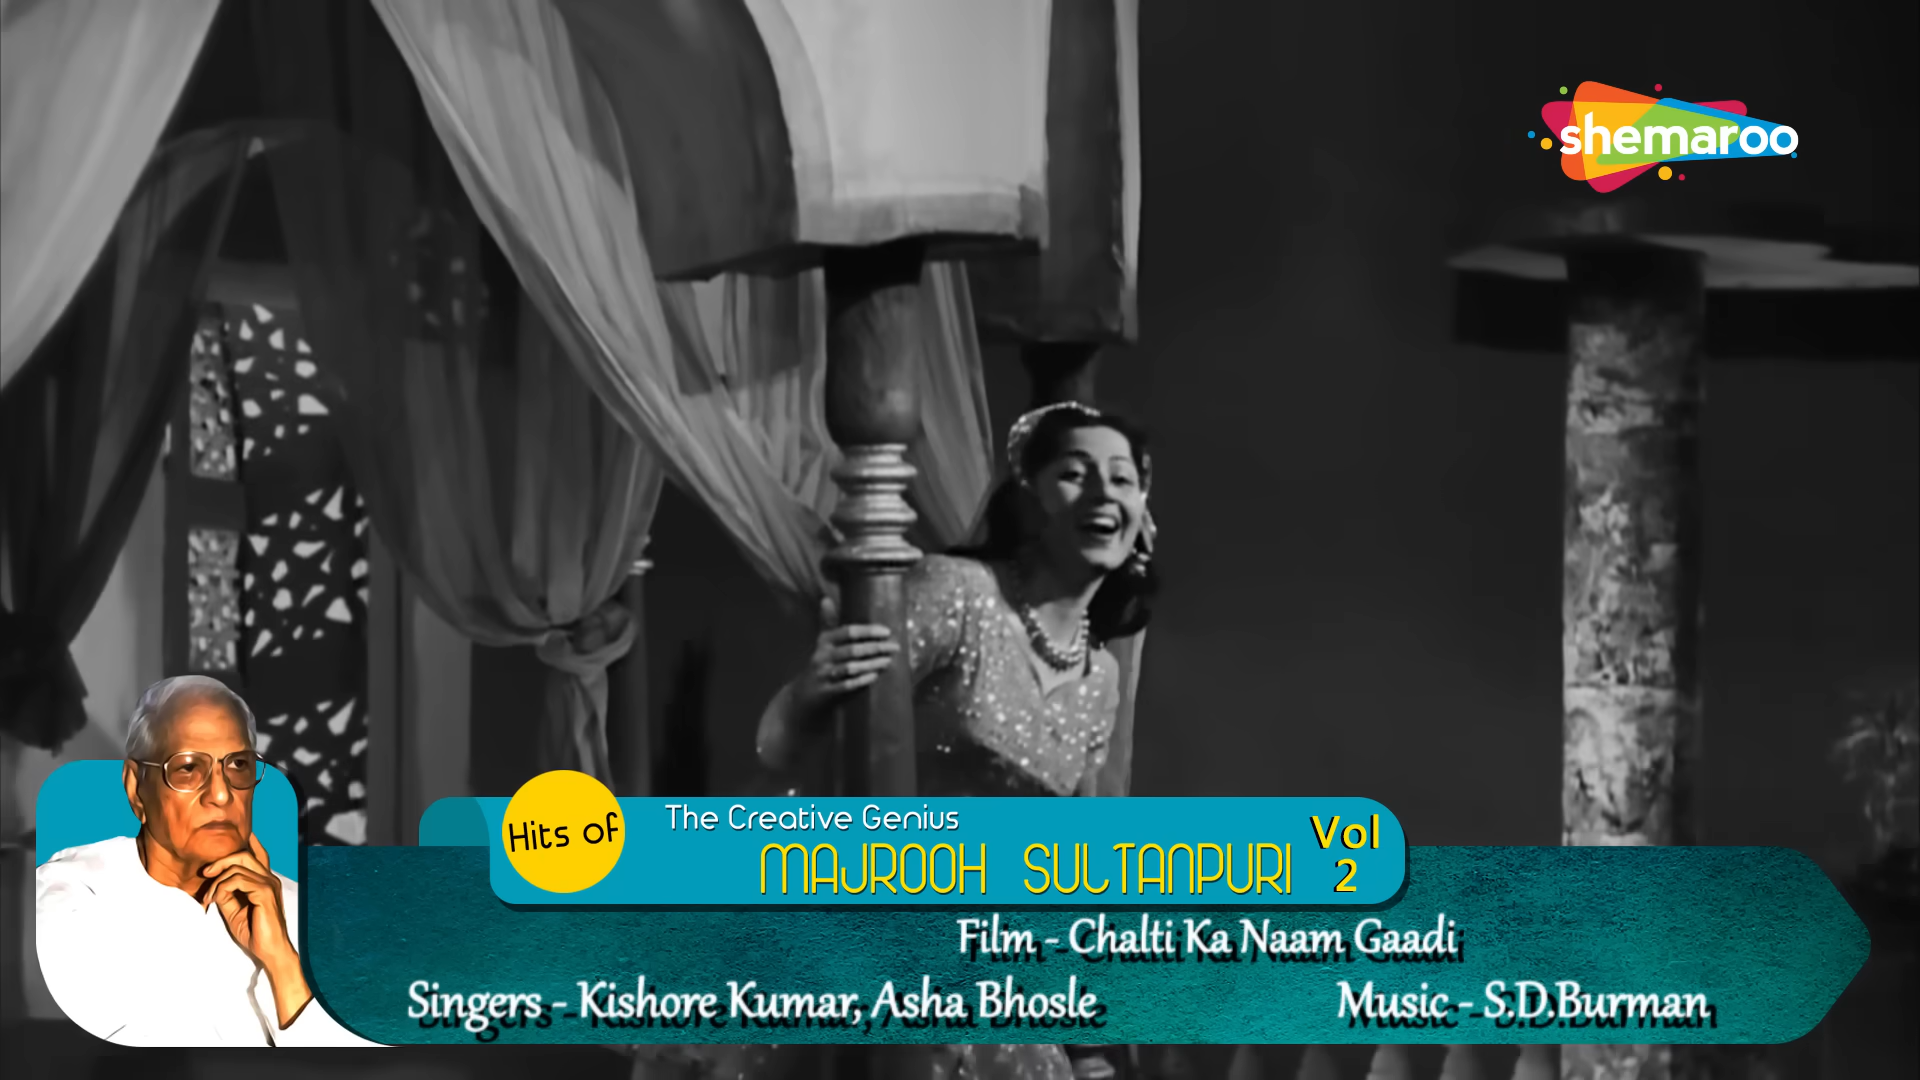 shemaroo
Hits of
The Creative Genius
MAJROOH SULTANPURI
Vol
2
Film - Chalti Ka Naam Gaadi
Singers - Kishore Kumar, Asha Bhosle
Music - S.D.Burman